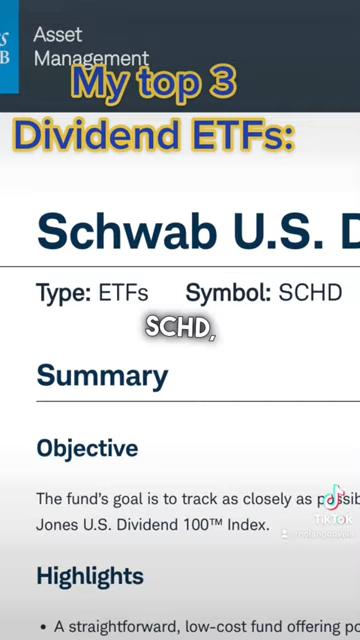 Asset
Management
My top 3
Dividend ETFs:
Schwab U.S. D
Type: ETFs Symbol: SCHD
SCHD,
Summary
Objective
The fund's goal is to track as closely as possib
TikTok
Jones U.S. Dividend 100™ Index.
Highlights
• A straightforward, low-cost fund offering po